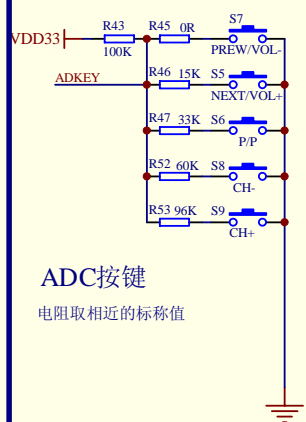 R43 R45 0R S7
VDD33
100K PREW/VOL-
R46 15K S5
ADKEY
NEXT/VOL+
R47 33K S6
P/P
R52 60K S8
CH-
R53 96K S9
CH+
ADC按键
电阻取相近的标称值